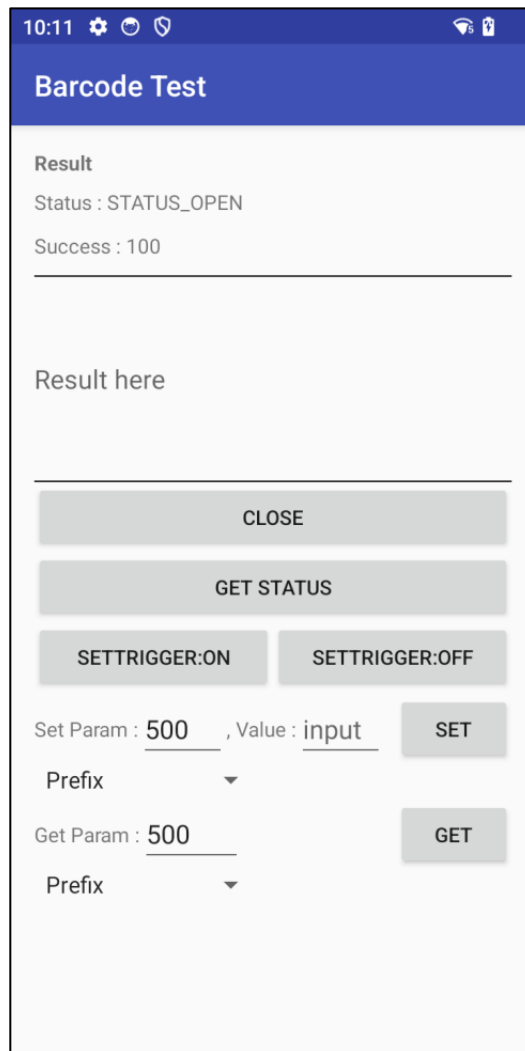 10:11
Barcode Test
Result
Status : STATUS_OPEN
Success : 100
Result here
CLOSE
GET STATUS
SETTRIGGER:ON SETTRIGGER:OFF
Set Param : 500 , Value : input SET
Prefix
Get Param : 500 GET
Prefix